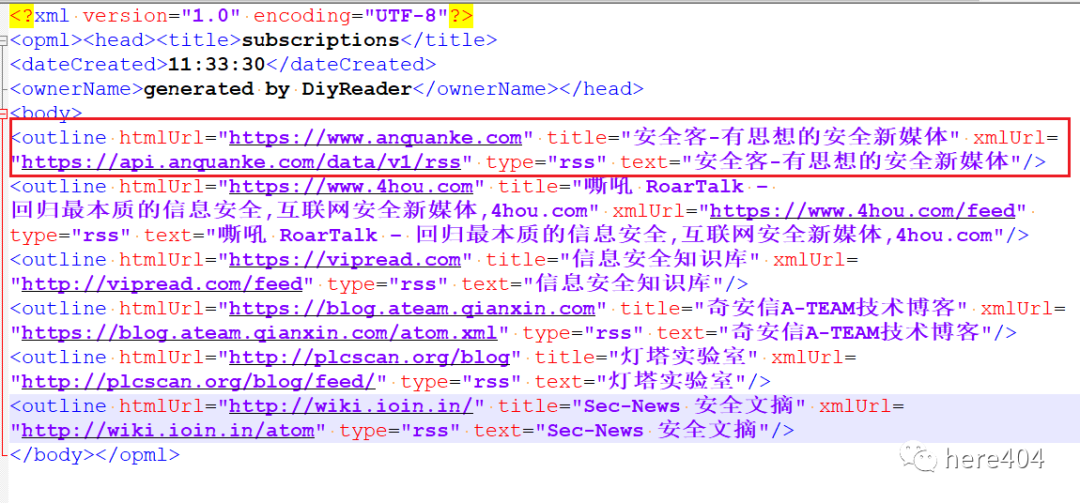 <?xml version="1.0" encoding="UTF-8"?>
<opml><head><title>subscriptions</title>
<dateCreated>11:33:30</dateCreated>
<ownerName>generated by DiyReader</ownerName></head>
<body>
<outline htmlUrl="https://www.anquanke.com" title="安全客-有思想的安全新媒体" xmlUrl=
"https://api.anquanke.com/data/v1/rss" type="rss" text="安全客-有思想的安全新媒体"/>
<outline htmlUrl="https://www.4hou.com" title="嘶吼 RoarTalk –
回归最本质的信息安全,互联网安全新媒体,4hou.com" xmlUrl="https://www.4hou.com/feed"
type="rss" text="嘶吼 RoarTalk – 回归最本质的信息安全,互联网安全新媒体,4hou.com"/>
<outline htmlUrl="https://vipread.com" title="信息安全知识库" xmlUrl=
"http://vipread.com/feed" type="rss" text="信息安全知识库"/>
<outline htmlUrl="https://blog.ateam.qianxin.com" title="奇安信A-TEAM技术博客" xmlUrl=
"https://blog.ateam.qianxin.com/atom.xml" type="rss" text="奇安信A-TEAM技术博客"/>
<outline htmlUrl="http://plcscan.org/blog" title="灯塔实验室" xmlUrl=
"http://plcscan.org/blog/feed/" type="rss" text="灯塔实验室"/>
<outline htmlUrl="http://wiki.ioin.in/" title="Sec-News 安全文摘" xmlUrl=
"http://wiki.ioin.in/atom" type="rss" text="Sec-News 安全文摘"/>
</body></opml>
here404